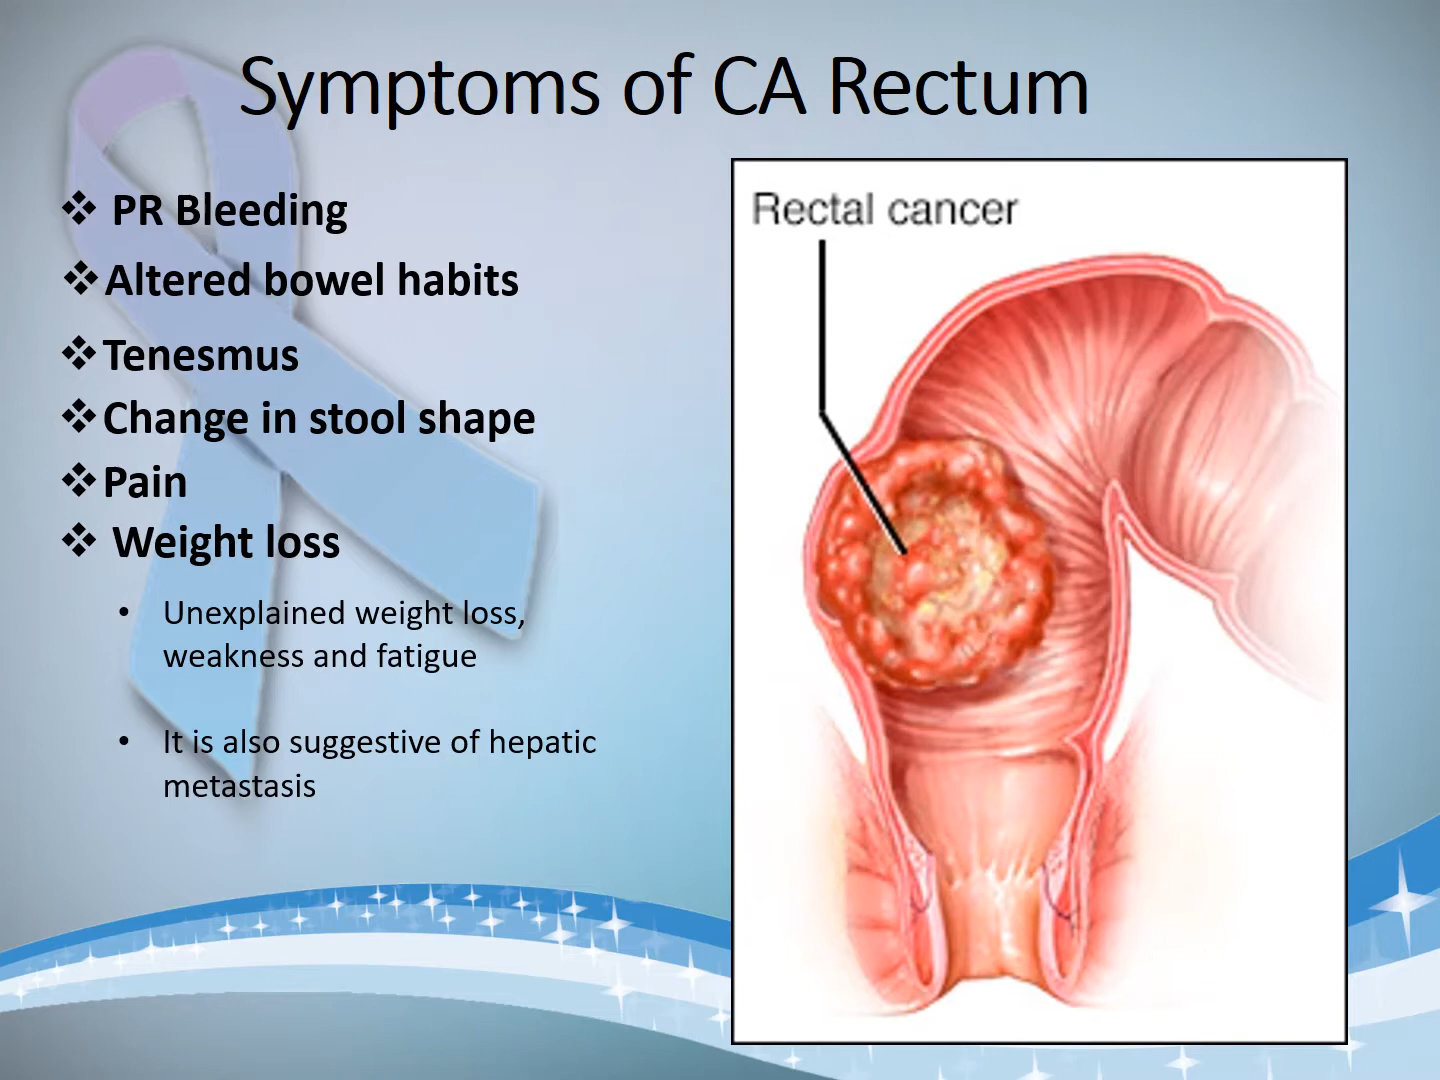 Symptoms of CA Rectum
❖ PR Bleeding
❖Altered bowel habits
❖Tenesmus
❖Change in stool shape
❖Pain
❖ Weight loss
• Unexplained weight loss,
weakness and fatigue
• It is also suggestive of hepatic
metastasis
Rectal cancer